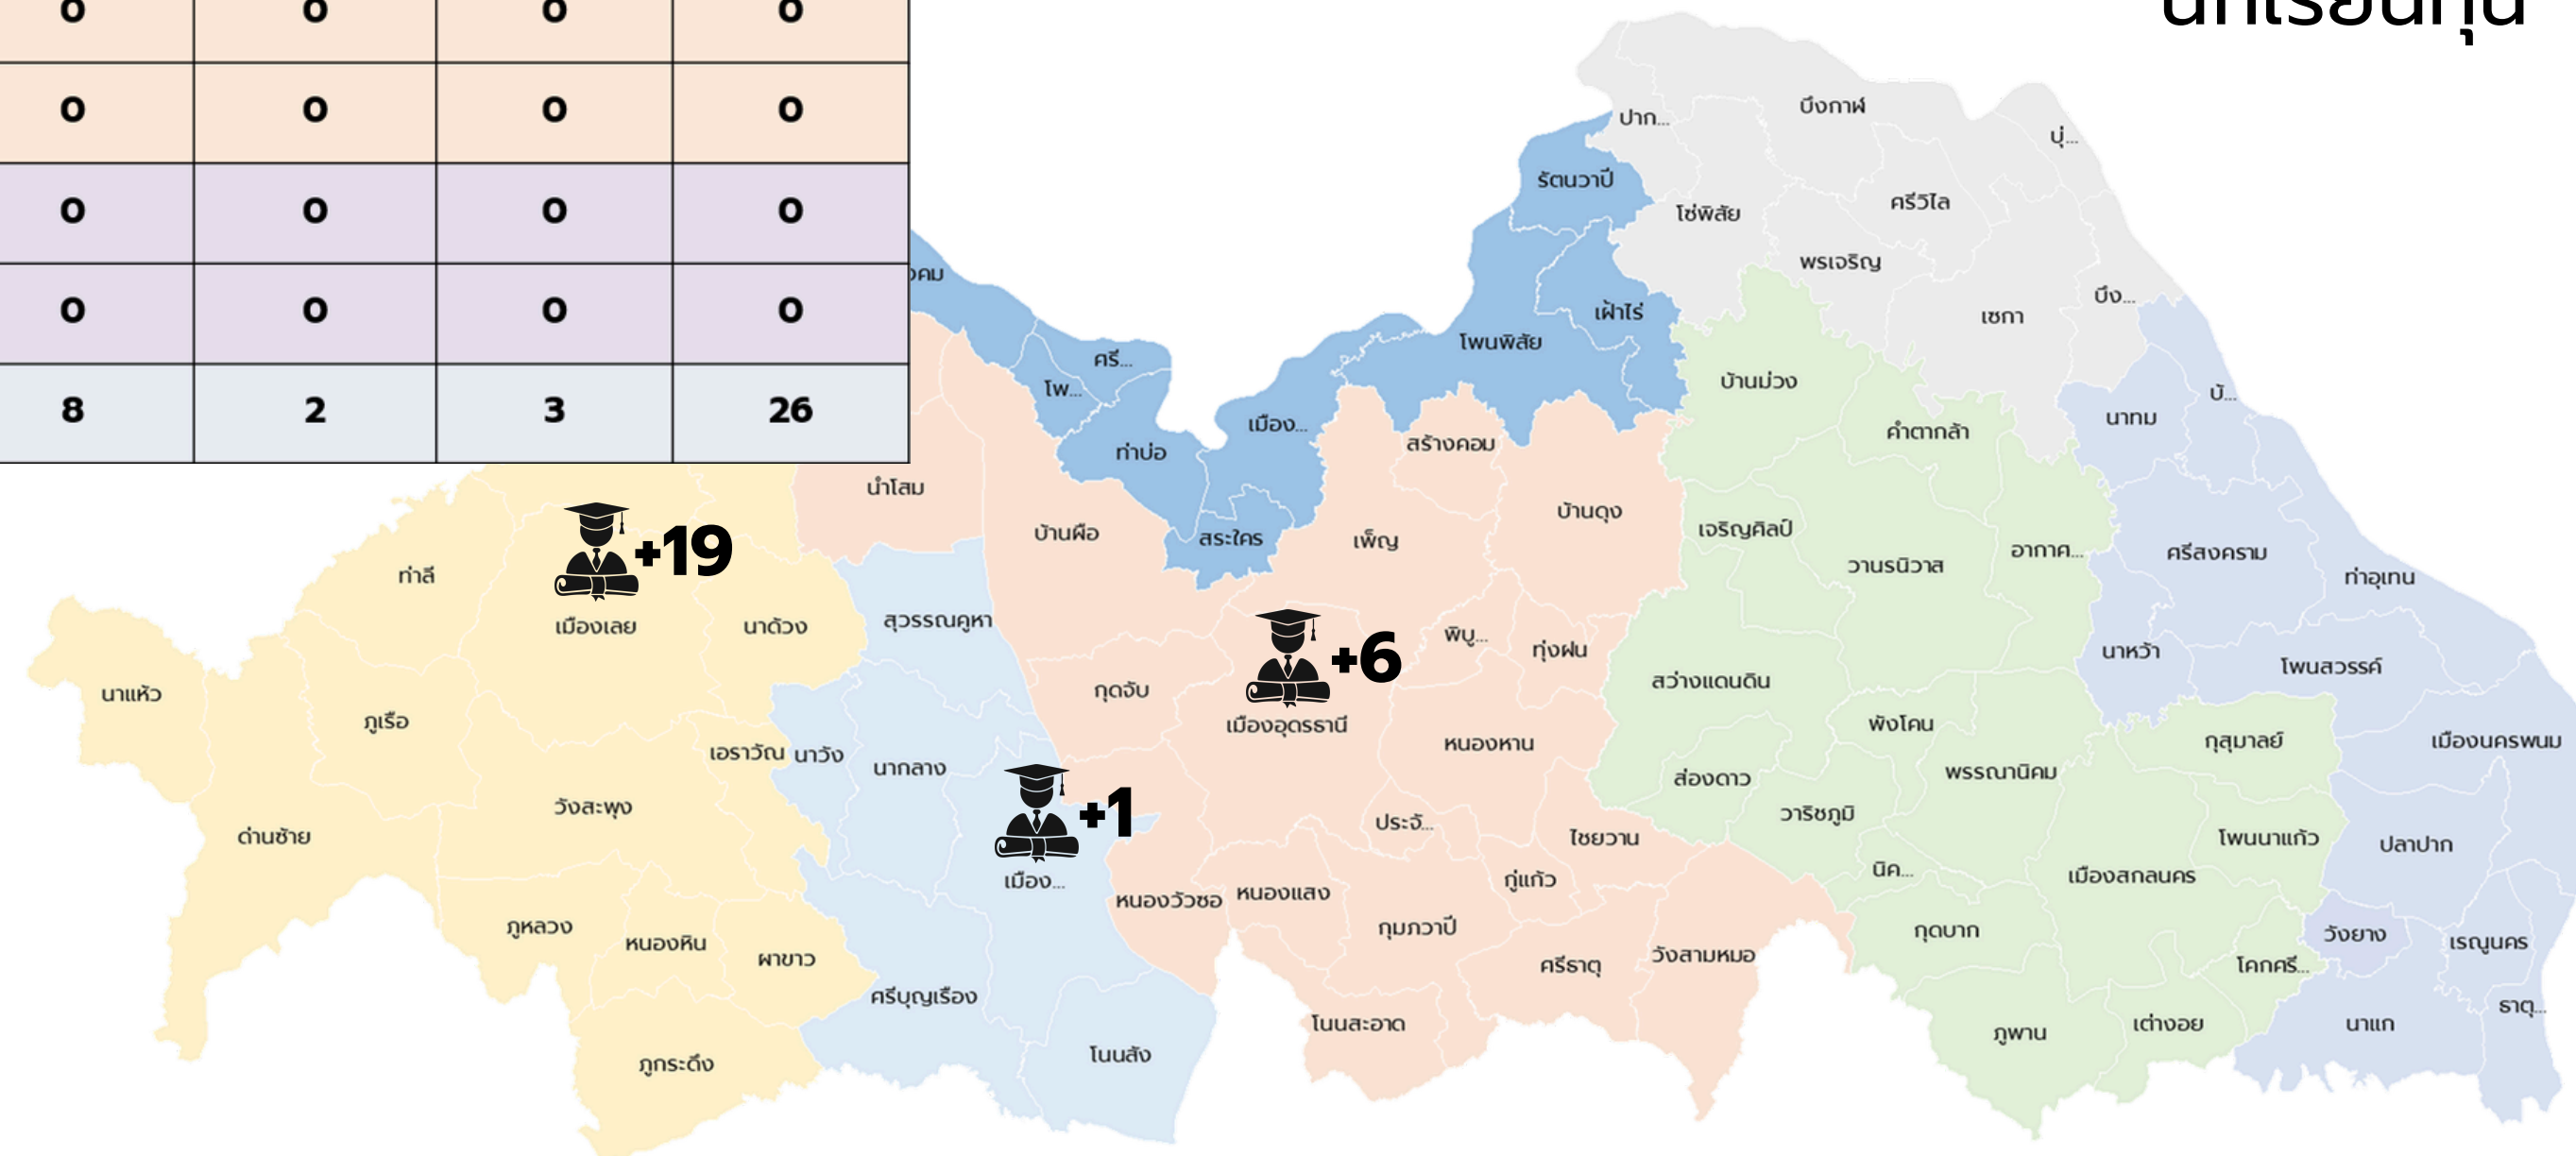 นักเรียนทุน
0 0 0 0
0 0 0 0
0 0 0 0
0 0 0 0
8 2 3 26
ปาก...
บึงกาฬ
บุ่...
รัตนวาปี
โซ่พิสัย
ศรีวิไล
พรเจริญ
บึง...
เซกา
เฝ้าไร่
โพนพิสัย
ศรี...
โพ...
เมือง...
ท่าบ่อ
สระใคร
บ้านม่วง
คำตากล้า
นาทม
บ้...
สร้างคอม
บ้านดุง
เพ็ญ
บ้านผือ
นำโสม
เจริญศิลป์
วานรนิวาส
อากาศ...
ศรีสงคราม
ท่าอุเทน
+19
ท่าลี่
เมืองเลย
นาด้วง
สุวรรณคูหา
+6
พิบู...
ทุ่งฝน
นาหว้า
โพนสวรรค์
นาแห้ว
ภูเรือ
กุดจับ
เมืองอุดรธานี
หนองหาน
สว่างแดนดิน
พังโคน
กุสุมาลย์
เมืองนครพนม
เอราวัณ
นาวัง
นากลาง
ส่องดาว
พรรณานิคม
วาริชภูมิ
ด่านซ้าย
วังสะพุง
+1
เมือง...
ประจั...
ไชยวาน
โพนนาแก้ว
ปลาปาก
นิค...
เมืองสกลนคร
หนองวัวซอ
หนองแสง
กู่แก้ว
กุมภวาปี
ภูหลวง
หนองหิน
ผาขาว
ศรีธาตุ
วังสามหมอ
กุดบาก
วังยาง
เรณูนคร
โคกศรี...
ศรีบุญเรือง
โนนสะอาด
โนนสัง
ภูกระดึง
ภูพาน
เต่างอย
นาแก
ธาตุ...